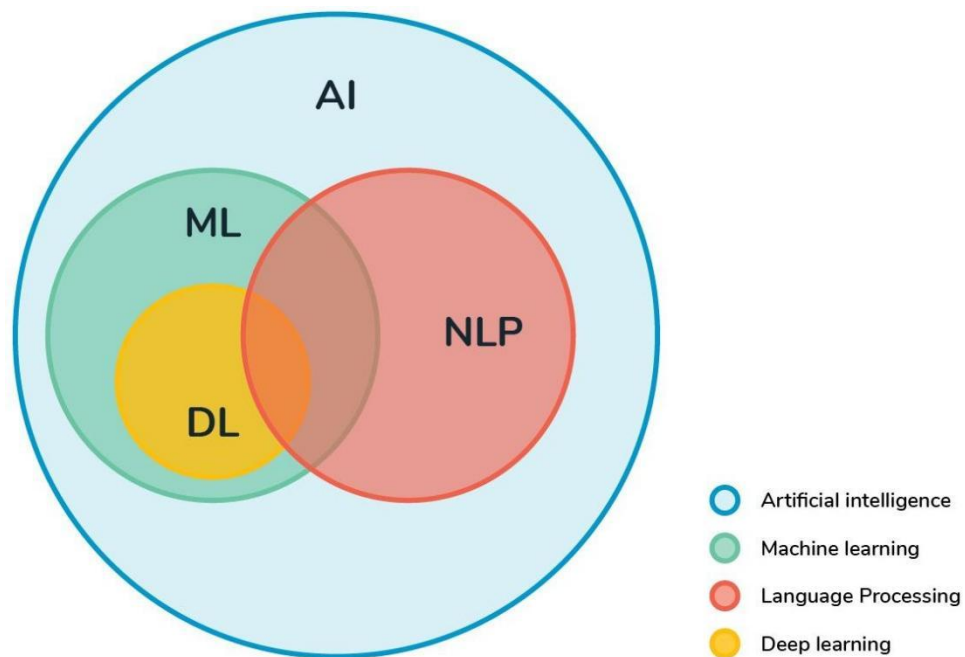 AI
ML
NLP
DL
Artificial intelligence
Machine learning
Language Processing
Deep learning